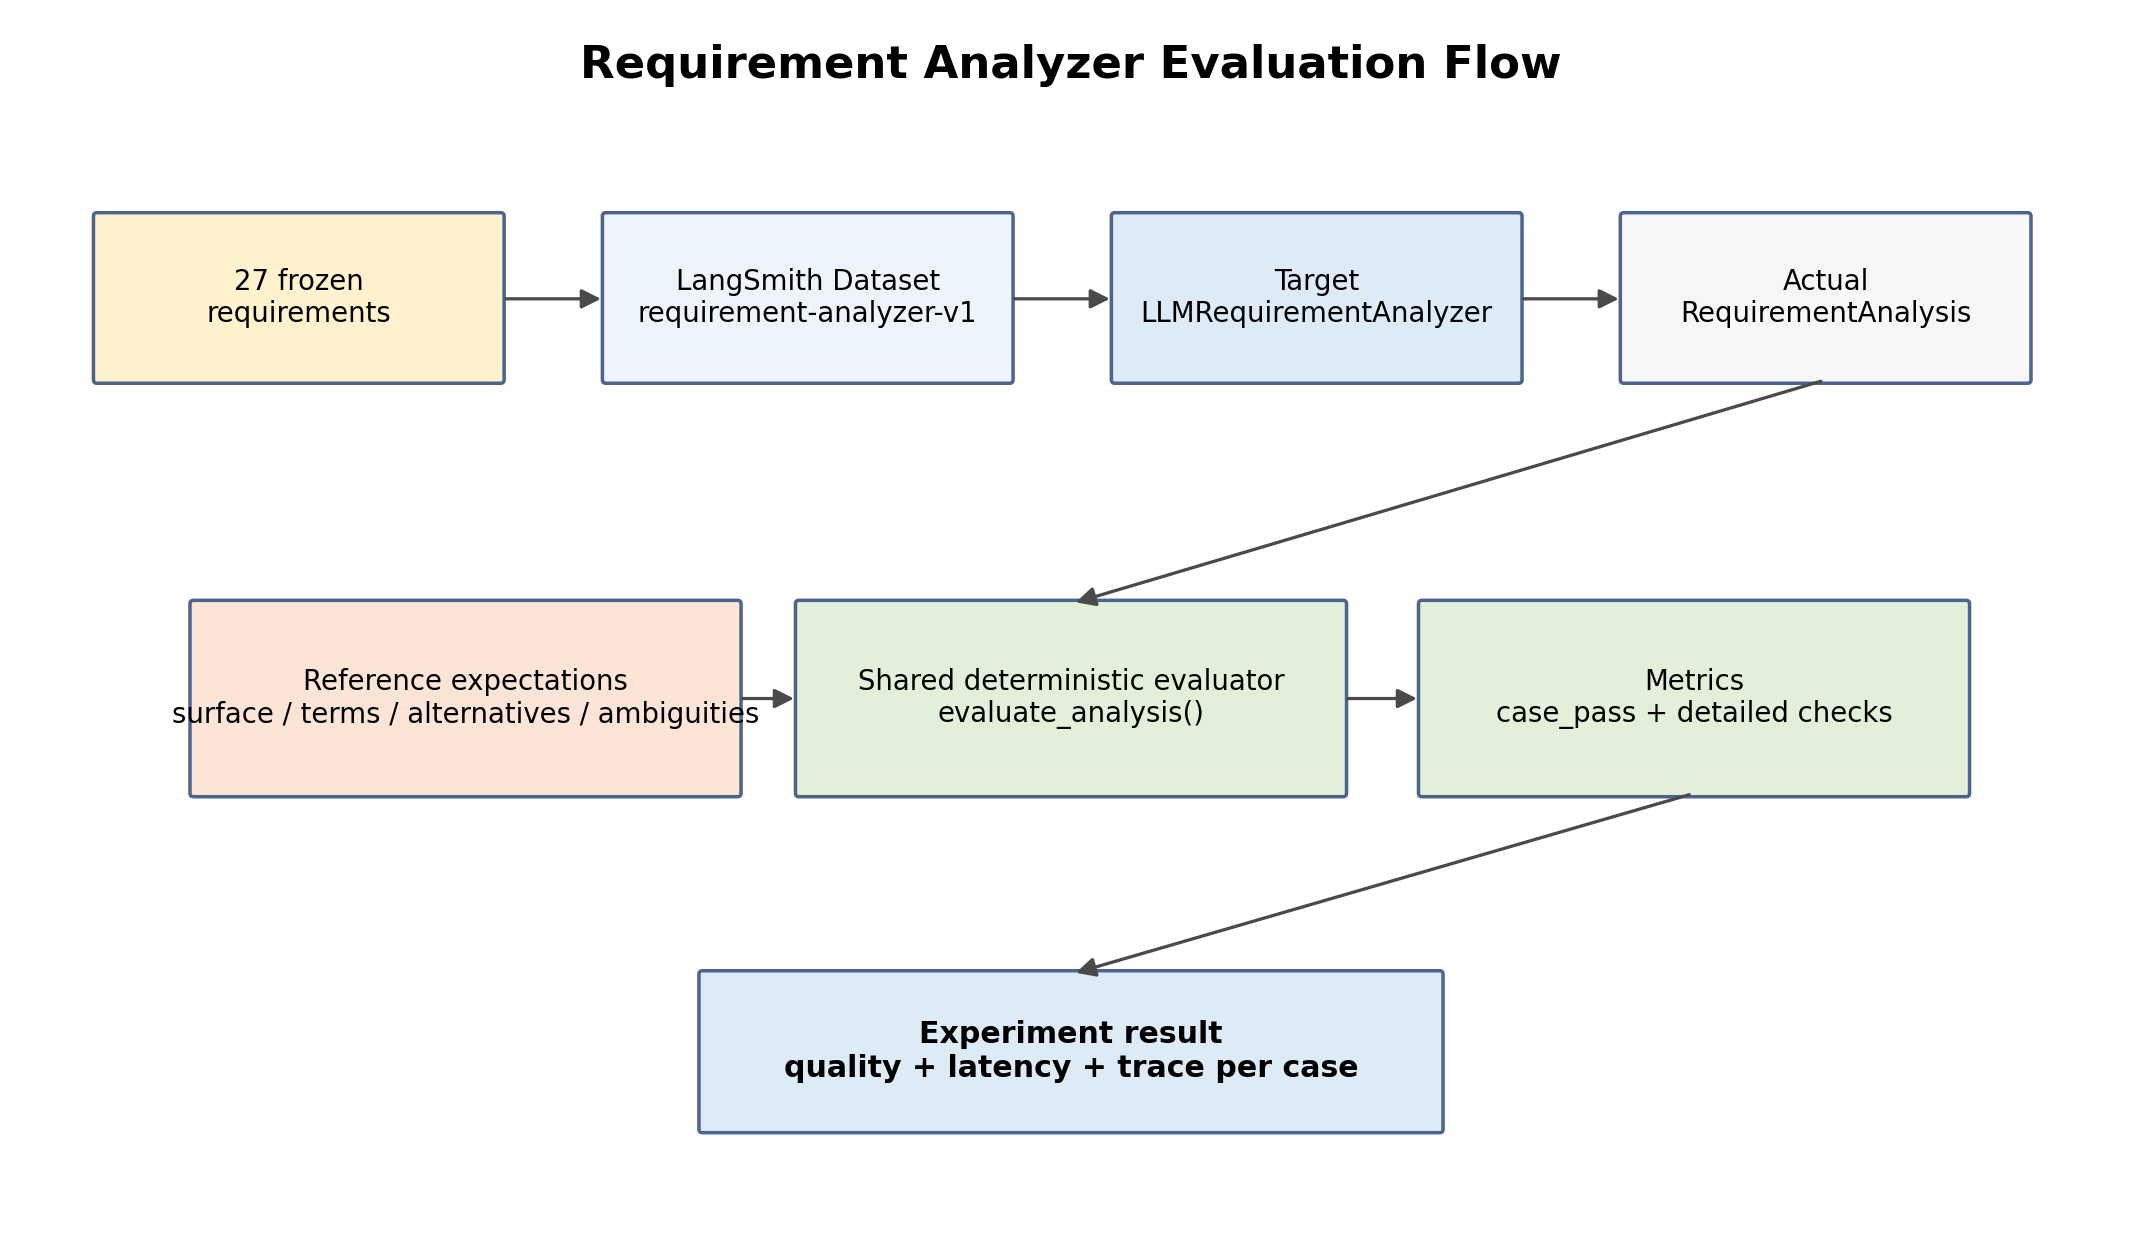 Requirement Analyzer Evaluation Flow
27 frozen
requirements
LangSmith Dataset
requirement-analyzer-v1
Target
LLMRequirementAnalyzer
Actual
RequirementAnalysis
Reference expectations
surface / terms / alternatives / ambiguities
Shared deterministic evaluator
evaluate_analysis()
Metrics
case_pass + detailed checks
Experiment result
quality + latency + trace per case